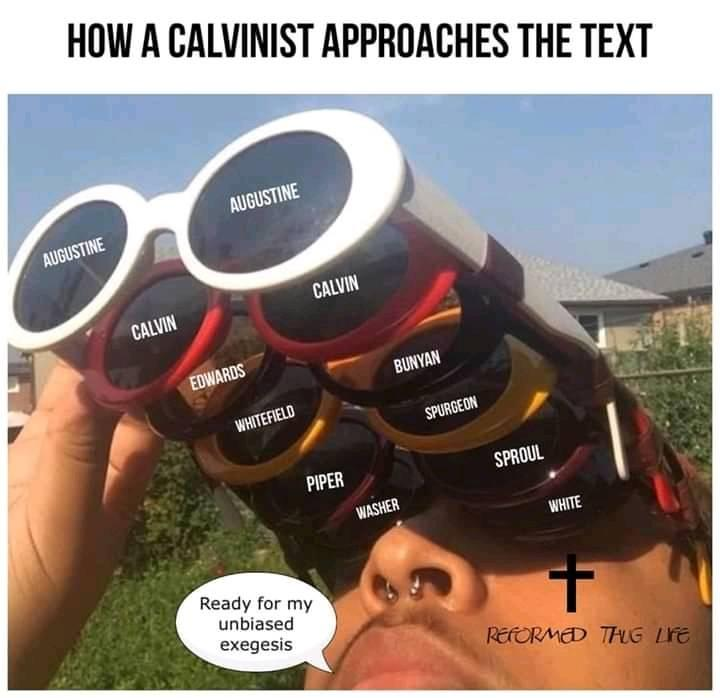 HOW A CALVINIST APPROACHES THE TEXT
AUGUSTINE
AUGUSTINE
CALVIN
CALVIN
EDWARDS
BUNYAN
WHITEFIELD
SPURGEON
PIPER
SPROUL
WASHER
WHITE
Ready for my
unbiased
exegesis
REFORMED THUG LIFE